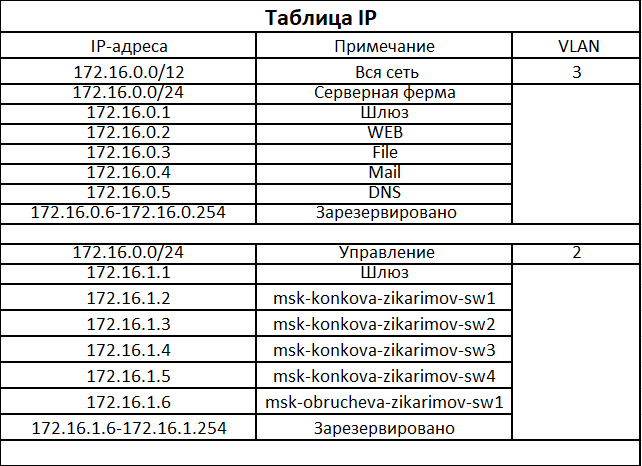 Таблица IP
IP-адреса Примечание VLAN
172.16.0.0/12 Вся сеть 3
172.16.0.0/24 Серверная ферма
172.16.0.1 Шлюз
172.16.0.2 WEB
172.16.0.3 File
172.16.0.4 Mail
172.16.0.5 DNS
172.16.0.6-172.16.0.254 Зарезервировано
172.16.0.0/24 Управление 2
172.16.1.1 Шлюз
172.16.1.2 msk-konkova-zikarimov-sw1
172.16.1.3 msk-konkova-zikarimov-sw2
172.16.1.4 msk-konkova-zikarimov-sw3
172.16.1.5 msk-konkova-zikarimov-sw4
172.16.1.6 msk-obrucheva-zikarimov-sw1
172.16.1.6-172.16.1.254 Зарезервировано